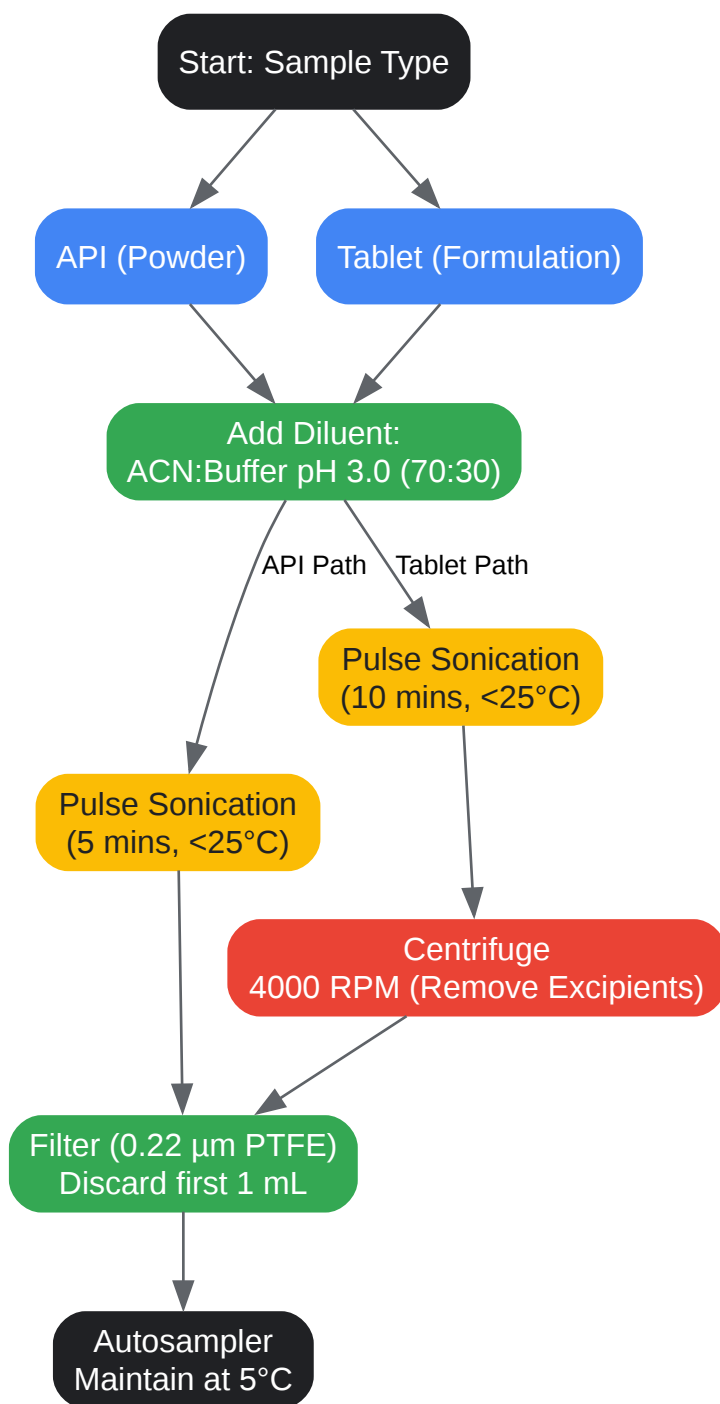 Start: Sample Type
API (Powder)
Tablet (Formulation)
Add Diluent:
ACN:Buffer pH 3.0 (70:30)
API Path
Tablet Path
Pulse Sonication
(10 mins, <25°C)
Pulse Sonication
(5 mins, <25°C)
Centrifuge
4000 RPM (Remove Excipients)
Filter (0.22 µm PTFE)
Discard first 1 mL
Autosampler
Maintain at 5°C